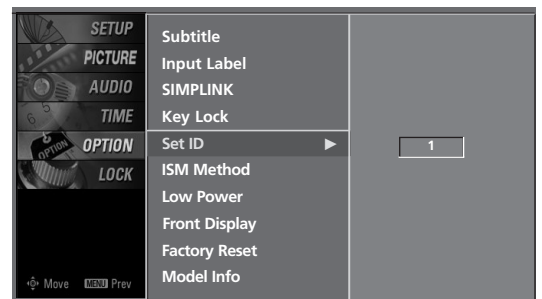 SETUP
PICTURE
AUDIO
TIME
OPTION
LOCK
Move MENU Prev
Subtitle
Input Label
SIMPLINK
Key Lock
Set ID ▶
ISM Method
Low Power
Front Display
Factory Reset
Model Info
1